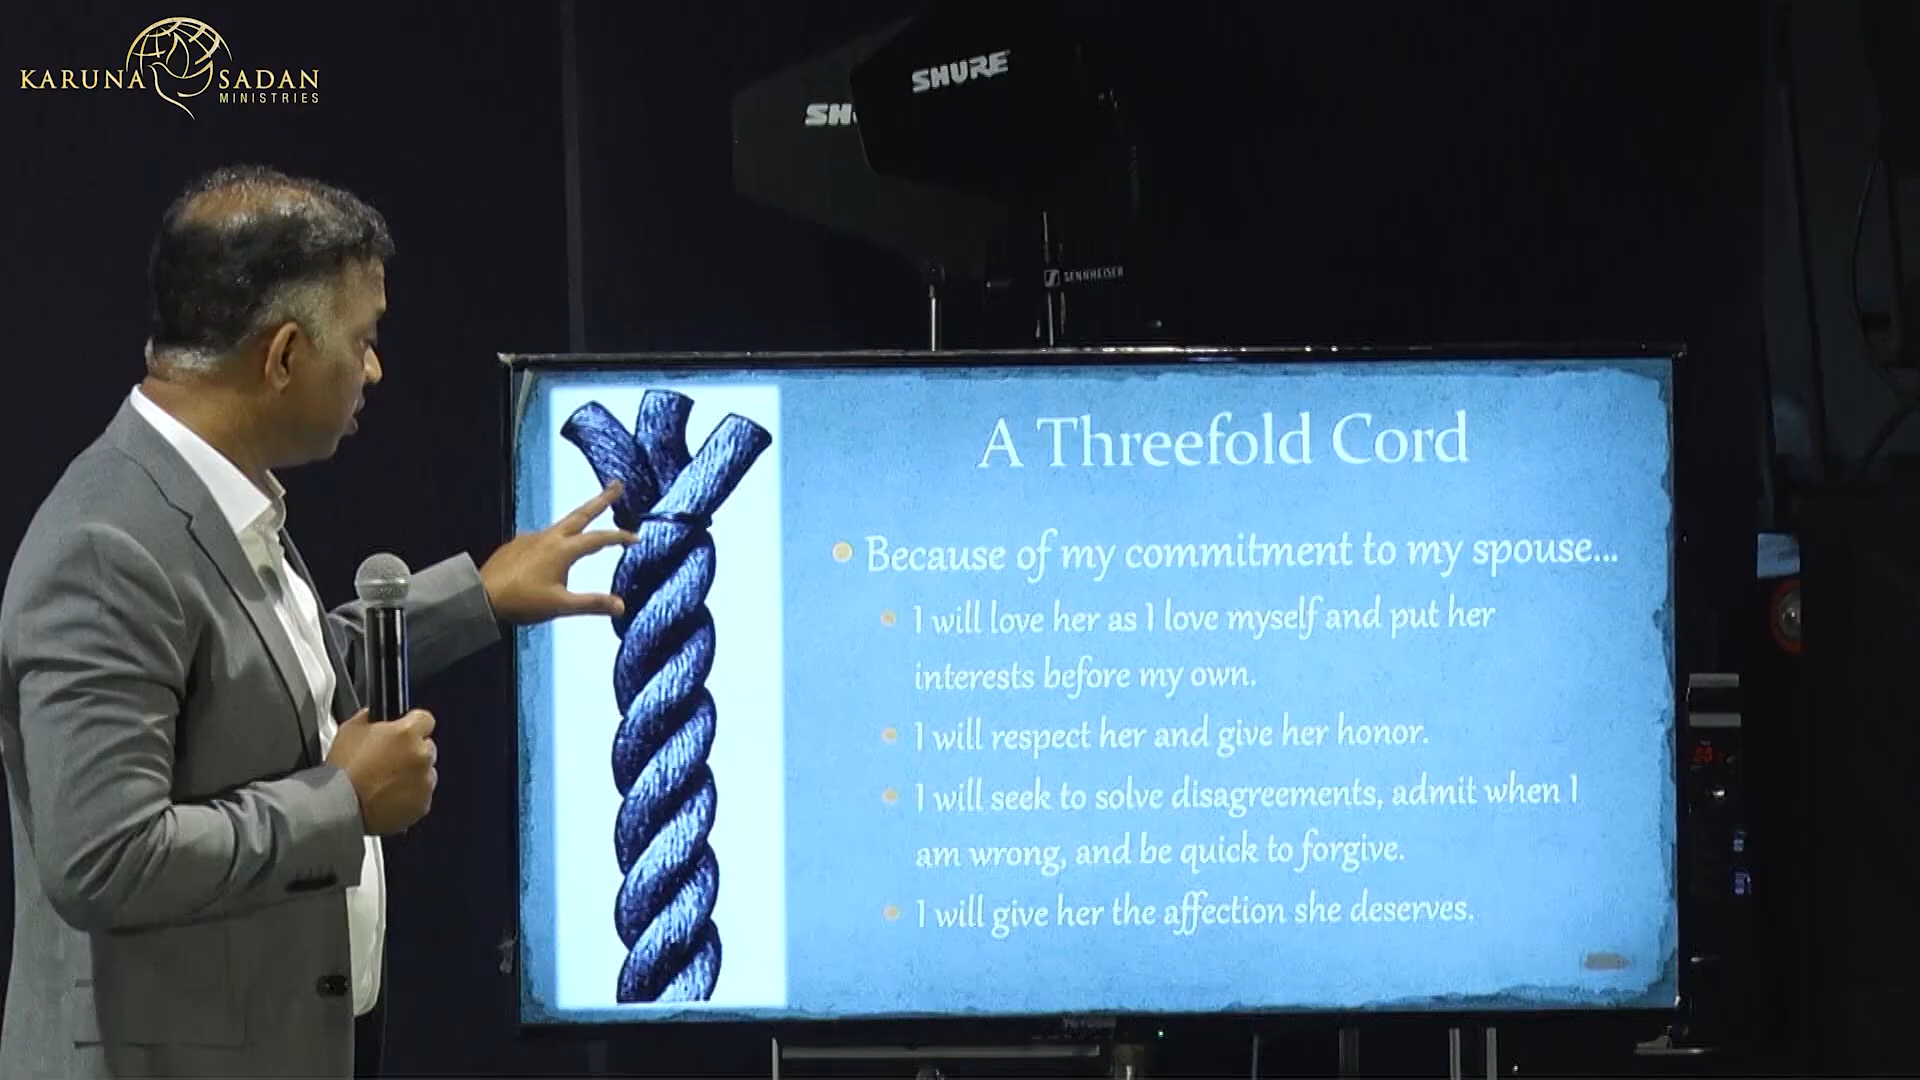 KARUNA SADAN
MINISTRIES
SHURE
SH
SENNHEISER
A Threefold Cord
Because of my commitment to my spouse...
I will love her as I love myself and put her
interests before my own.
I will respect her and give her honor.
I will seek to solve disagreements, admit when I
am wrong, and be quick to forgive.
I will give her the affection she deserves.